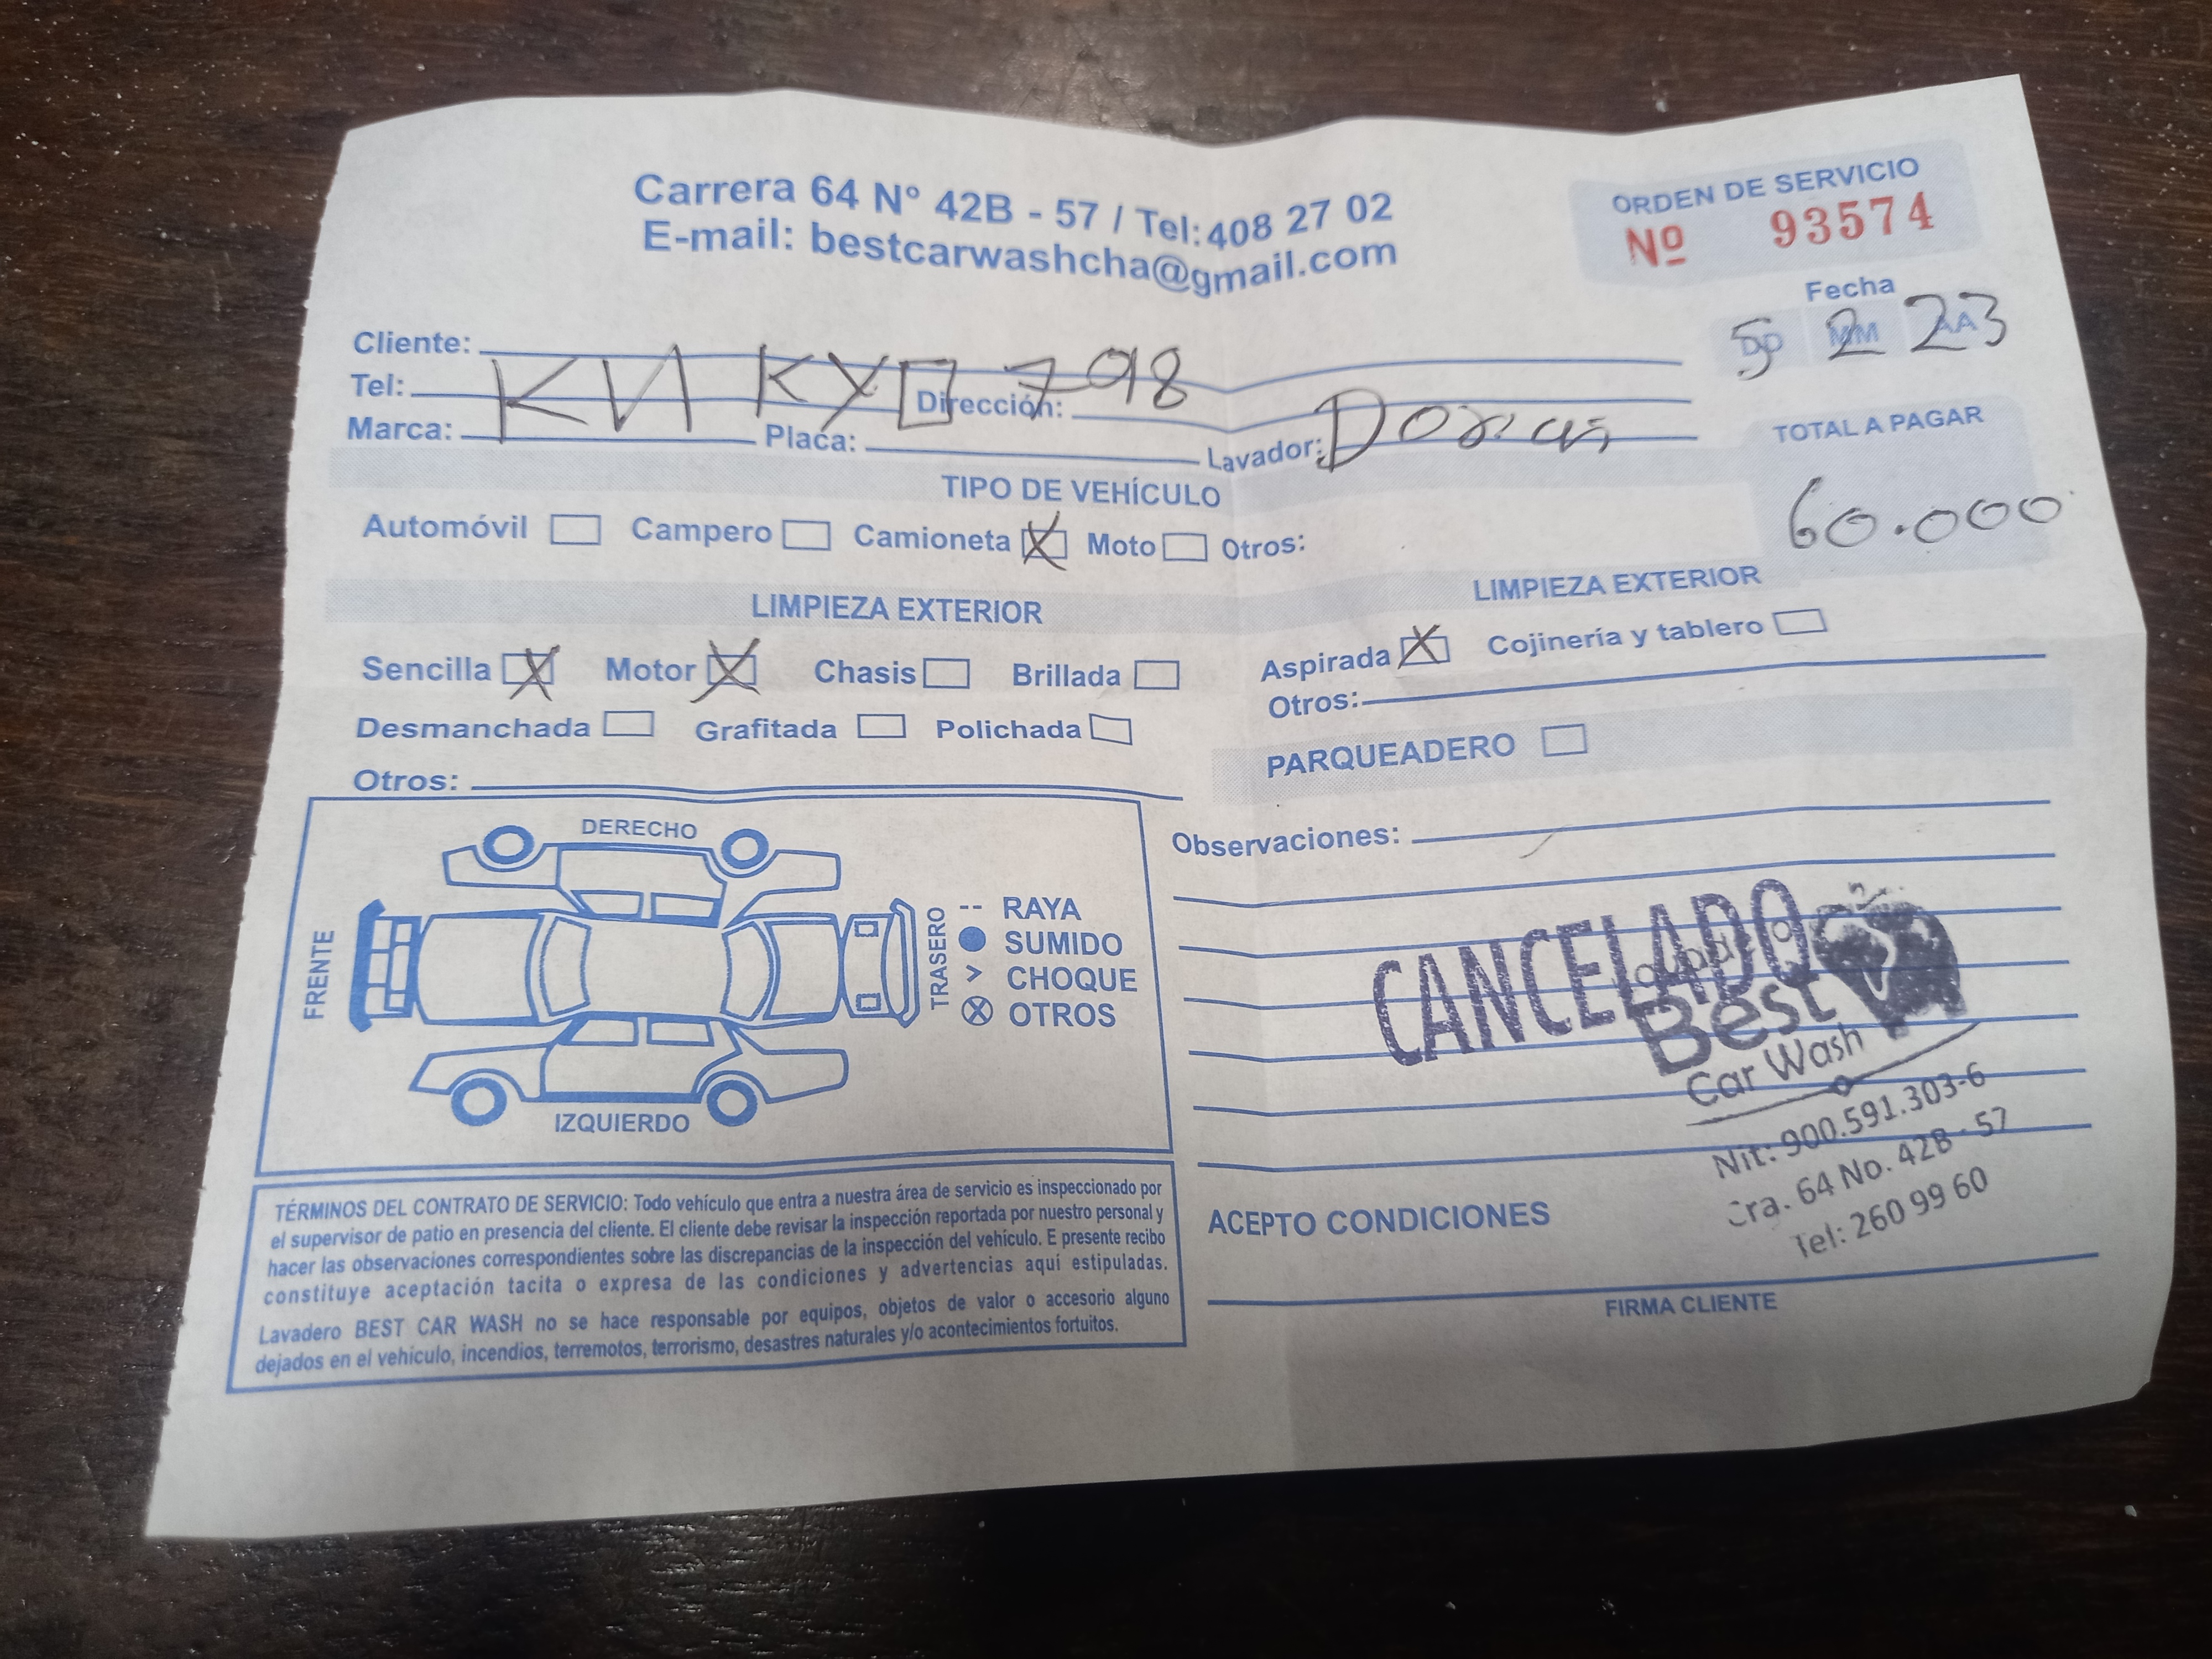 Carrera 64 N° 42B - 57 / Tel: 408 27 02
E-mail: bestcarwashcha@gmail.com
ORDEN DE SERVICIO
Nº 93574
Fecha
DD MM AA
5 2 23
Cliente:
Tel: Dirección:
KN KYO 798
Marca: Placa: Lavador:
TOTAL A PAGAR
60.000
TIPO DE VEHÍCULO
Automóvil Campero Camioneta X Moto Otros:
LIMPIEZA EXTERIOR
Sencilla X Motor X Chasis Brillada
Desmanchada Grafitada Polichada
Otros:
LIMPIEZA EXTERIOR
Aspirada X Cojinería y tablero
Otros:
PARQUEADERO
DERECHO
FRENTE
TRASERO
IZQUIERDO
-- RAYA
SUMIDO
> CHOQUE
OTROS
Observaciones:
CANCELADO
Best
Car Wash
Nit: 900.591.303-6
Cra. 64 No. 42B - 57
Tel: 260 99 60
TÉRMINOS DEL CONTRATO DE SERVICIO: Todo vehículo que entra a nuestra área de servicio es inspeccionado por
el supervisor de patio en presencia del cliente. El cliente debe revisar la inspección reportada por nuestro personal y
hacer las observaciones correspondientes sobre las discrepancias de la inspección del vehículo. E presente recibo
constituye aceptación tacita o expresa de las condiciones y advertencias aquí estipuladas.
Lavadero BEST CAR WASH no se hace responsable por equipos, objetos de valor o accesorio alguno
dejados en el vehiculo, incendios, terremotos, terrorismo, desastres naturales y/o acontecimientos fortuitos.
ACEPTO CONDICIONES
FIRMA CLIENTE